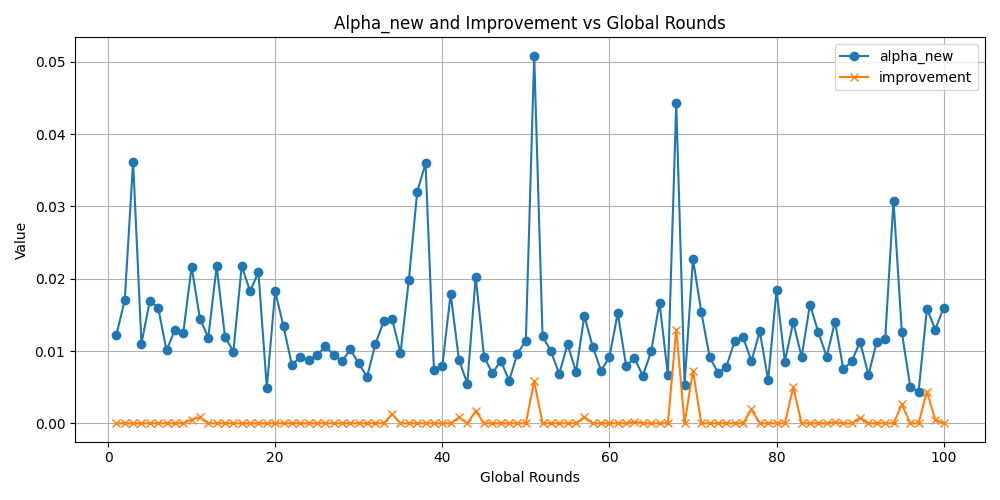 Alpha_new and Improvement vs Global Rounds
alpha_new
improvement
Value
0.05
0.04
0.03
0.02
0.01
0.00
0 20 40 60 80 100
Global Rounds